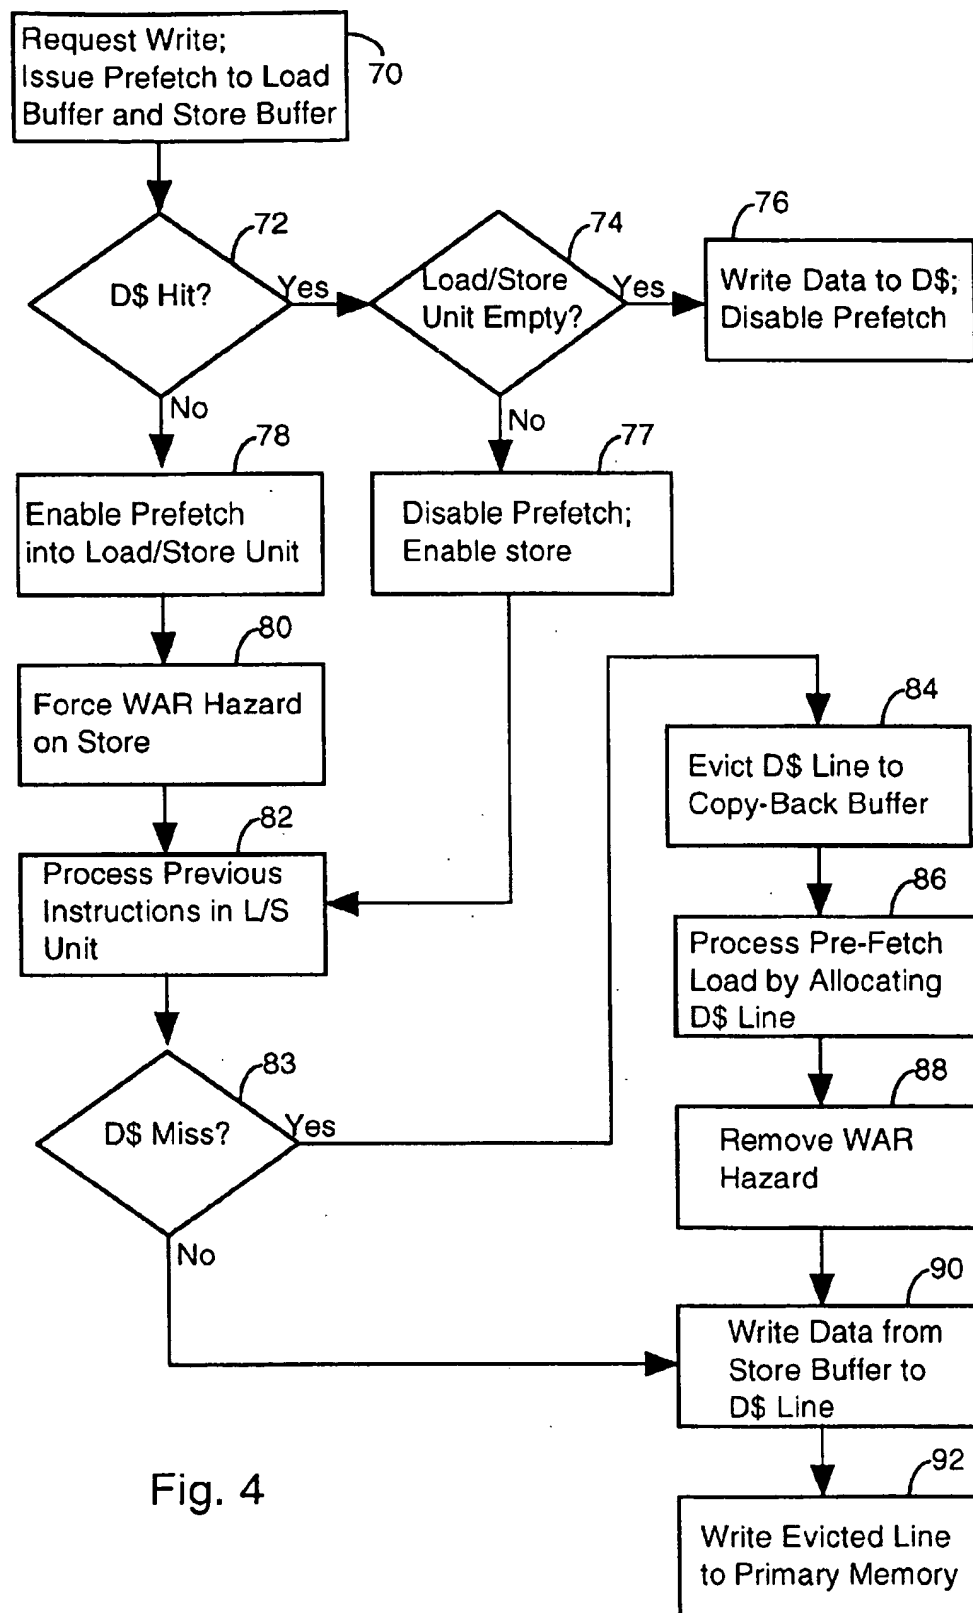 Request Write;
Issue Prefetch to Load
Buffer and Store Buffer
70
D$ Hit?
72
Yes
No
Load/Store
Unit Empty?
74
Yes
No
76
Write Data to D$;
Disable Prefetch
78
Enable Prefetch
into Load/Store Unit
77
Disable Prefetch;
Enable store
80
Force WAR Hazard
on Store
82
Process Previous
Instructions in L/S
Unit
83
D$ Miss?
Yes
No
84
Evict D$ Line to
Copy-Back Buffer
86
Process Pre-Fetch
Load by Allocating
D$ Line
88
Remove WAR
Hazard
90
Write Data from
Store Buffer to
D$ Line
92
Write Evicted Line
to Primary Memory
Fig. 4